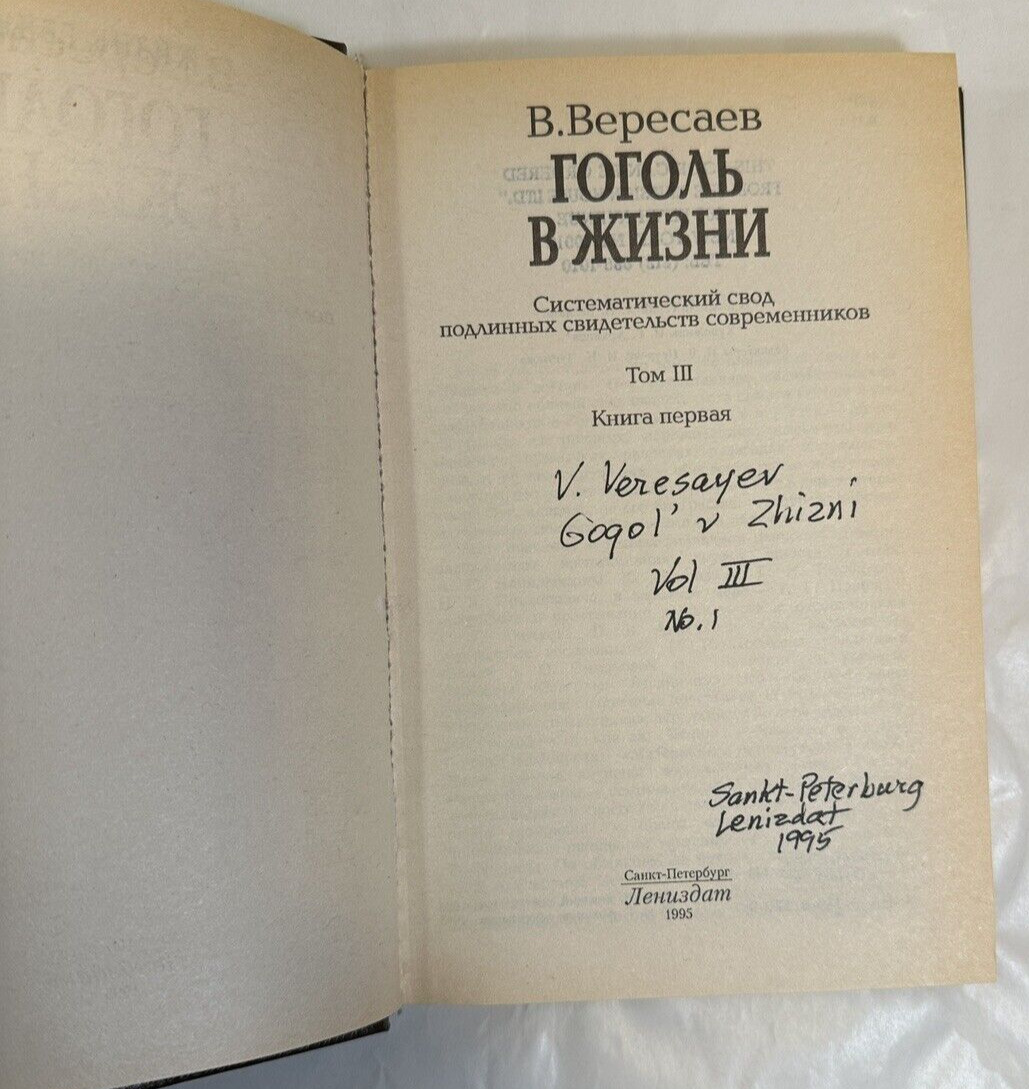 В.Вересаев
ГОГОЛЬ
В ЖИЗНИ
Систематический свод
подлинных свидетельств современников
Том III
Книга первая
V. Veresayev
Gogol' v Zhizni
Vol III
No. 1
Sankt-Peterburg
Lenizdat
1995
Санкт-Петербург
Лениздат
1995